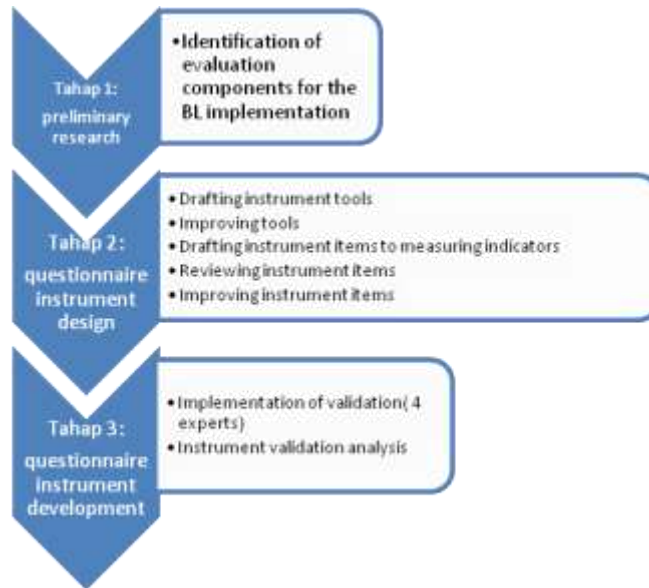 Tahap 1:
preliminary
research
•Identification of
evaluation
components for the
BL implementation
Tahap 2:
questionnaire
instrument
design
•Drafting instrument tools
•Improving tools
•Drafting instrument items to measuring indicators
•Reviewing instrument items
•Improving instrument items
Tahap 3:
questionnaire
instrument
development
•Implementation of validation( 4
experts)
•Instrument validation analysis